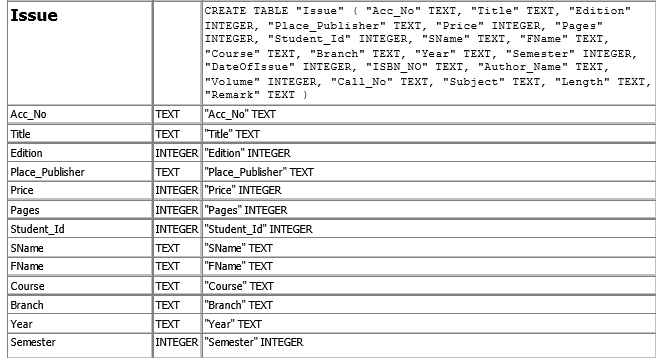 Issue
CREATE TABLE "Issue" ( "Acc_No" TEXT, "Title" TEXT, "Edition"
INTEGER, "Place_Publisher" TEXT, "Price" INTEGER, "Pages"
INTEGER, "Student_Id" INTEGER, "SName" TEXT, "FName" TEXT,
"Course" TEXT, "Branch" TEXT, "Year" TEXT, "Semester" INTEGER,
"DateOfIssue" INTEGER, "ISBN_NO" TEXT, "Author_Name" TEXT,
"Volume" INTEGER, "Call_No" TEXT, "Subject" TEXT, "Length" TEXT,
"Remark" TEXT )
Acc_No TEXT "Acc_No" TEXT
Title TEXT "Title" TEXT
Edition INTEGER "Edition" INTEGER
Place_Publisher TEXT "Place_Publisher" TEXT
Price INTEGER "Price" INTEGER
Pages INTEGER "Pages" INTEGER
Student_Id INTEGER "Student_Id" INTEGER
SName TEXT "SName" TEXT
FName TEXT "FName" TEXT
Course TEXT "Course" TEXT
Branch TEXT "Branch" TEXT
Year TEXT "Year" TEXT
Semester INTEGER "Semester" INTEGER